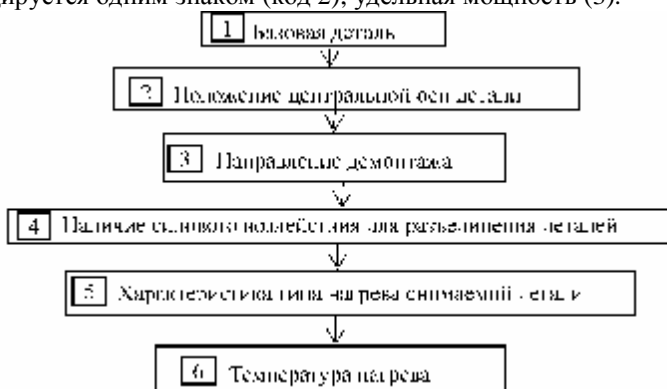 ируется одним знаком (код 2), удельная мощность (3).
1 Базовая деталь
2 Положение центральной оси детали
3 Направление демонтажа
4 Наличие силового воздействия для разъединения деталей
5 Характеристика типа нагрева снимаемой детали
6 Температура нагрева